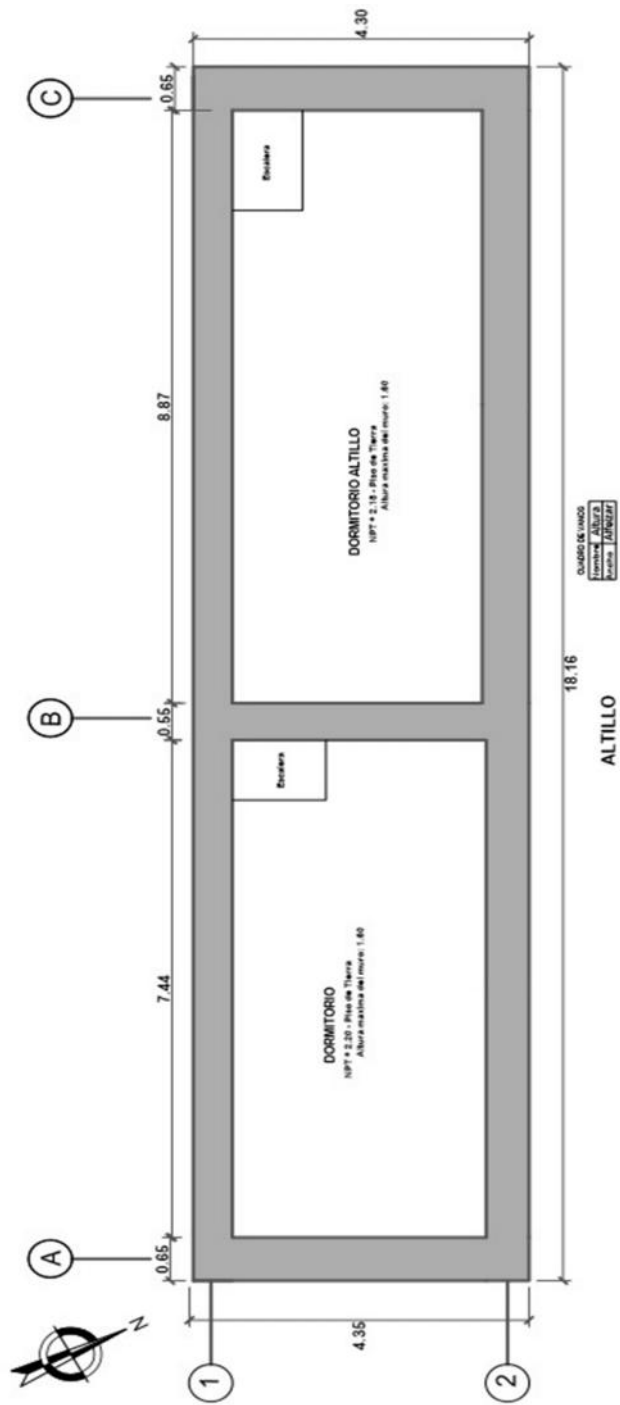 A
B
C
0.65
7.44
0.55
8.87
0.65
N
4.35
4.30
1
2
DORMITORIO
NPT + 2.20 - Piso de Tierra
Altura maxima del muro: 1.60
Escalera
DORMITORIO ALTILLO
NPT + 2.18 - Piso de Tierra
Altura maxima del muro: 1.60
Escalera
18.16
ALTILLO
CUADRO DE VANOS
Nombre Altura
Ancho Alfeizar